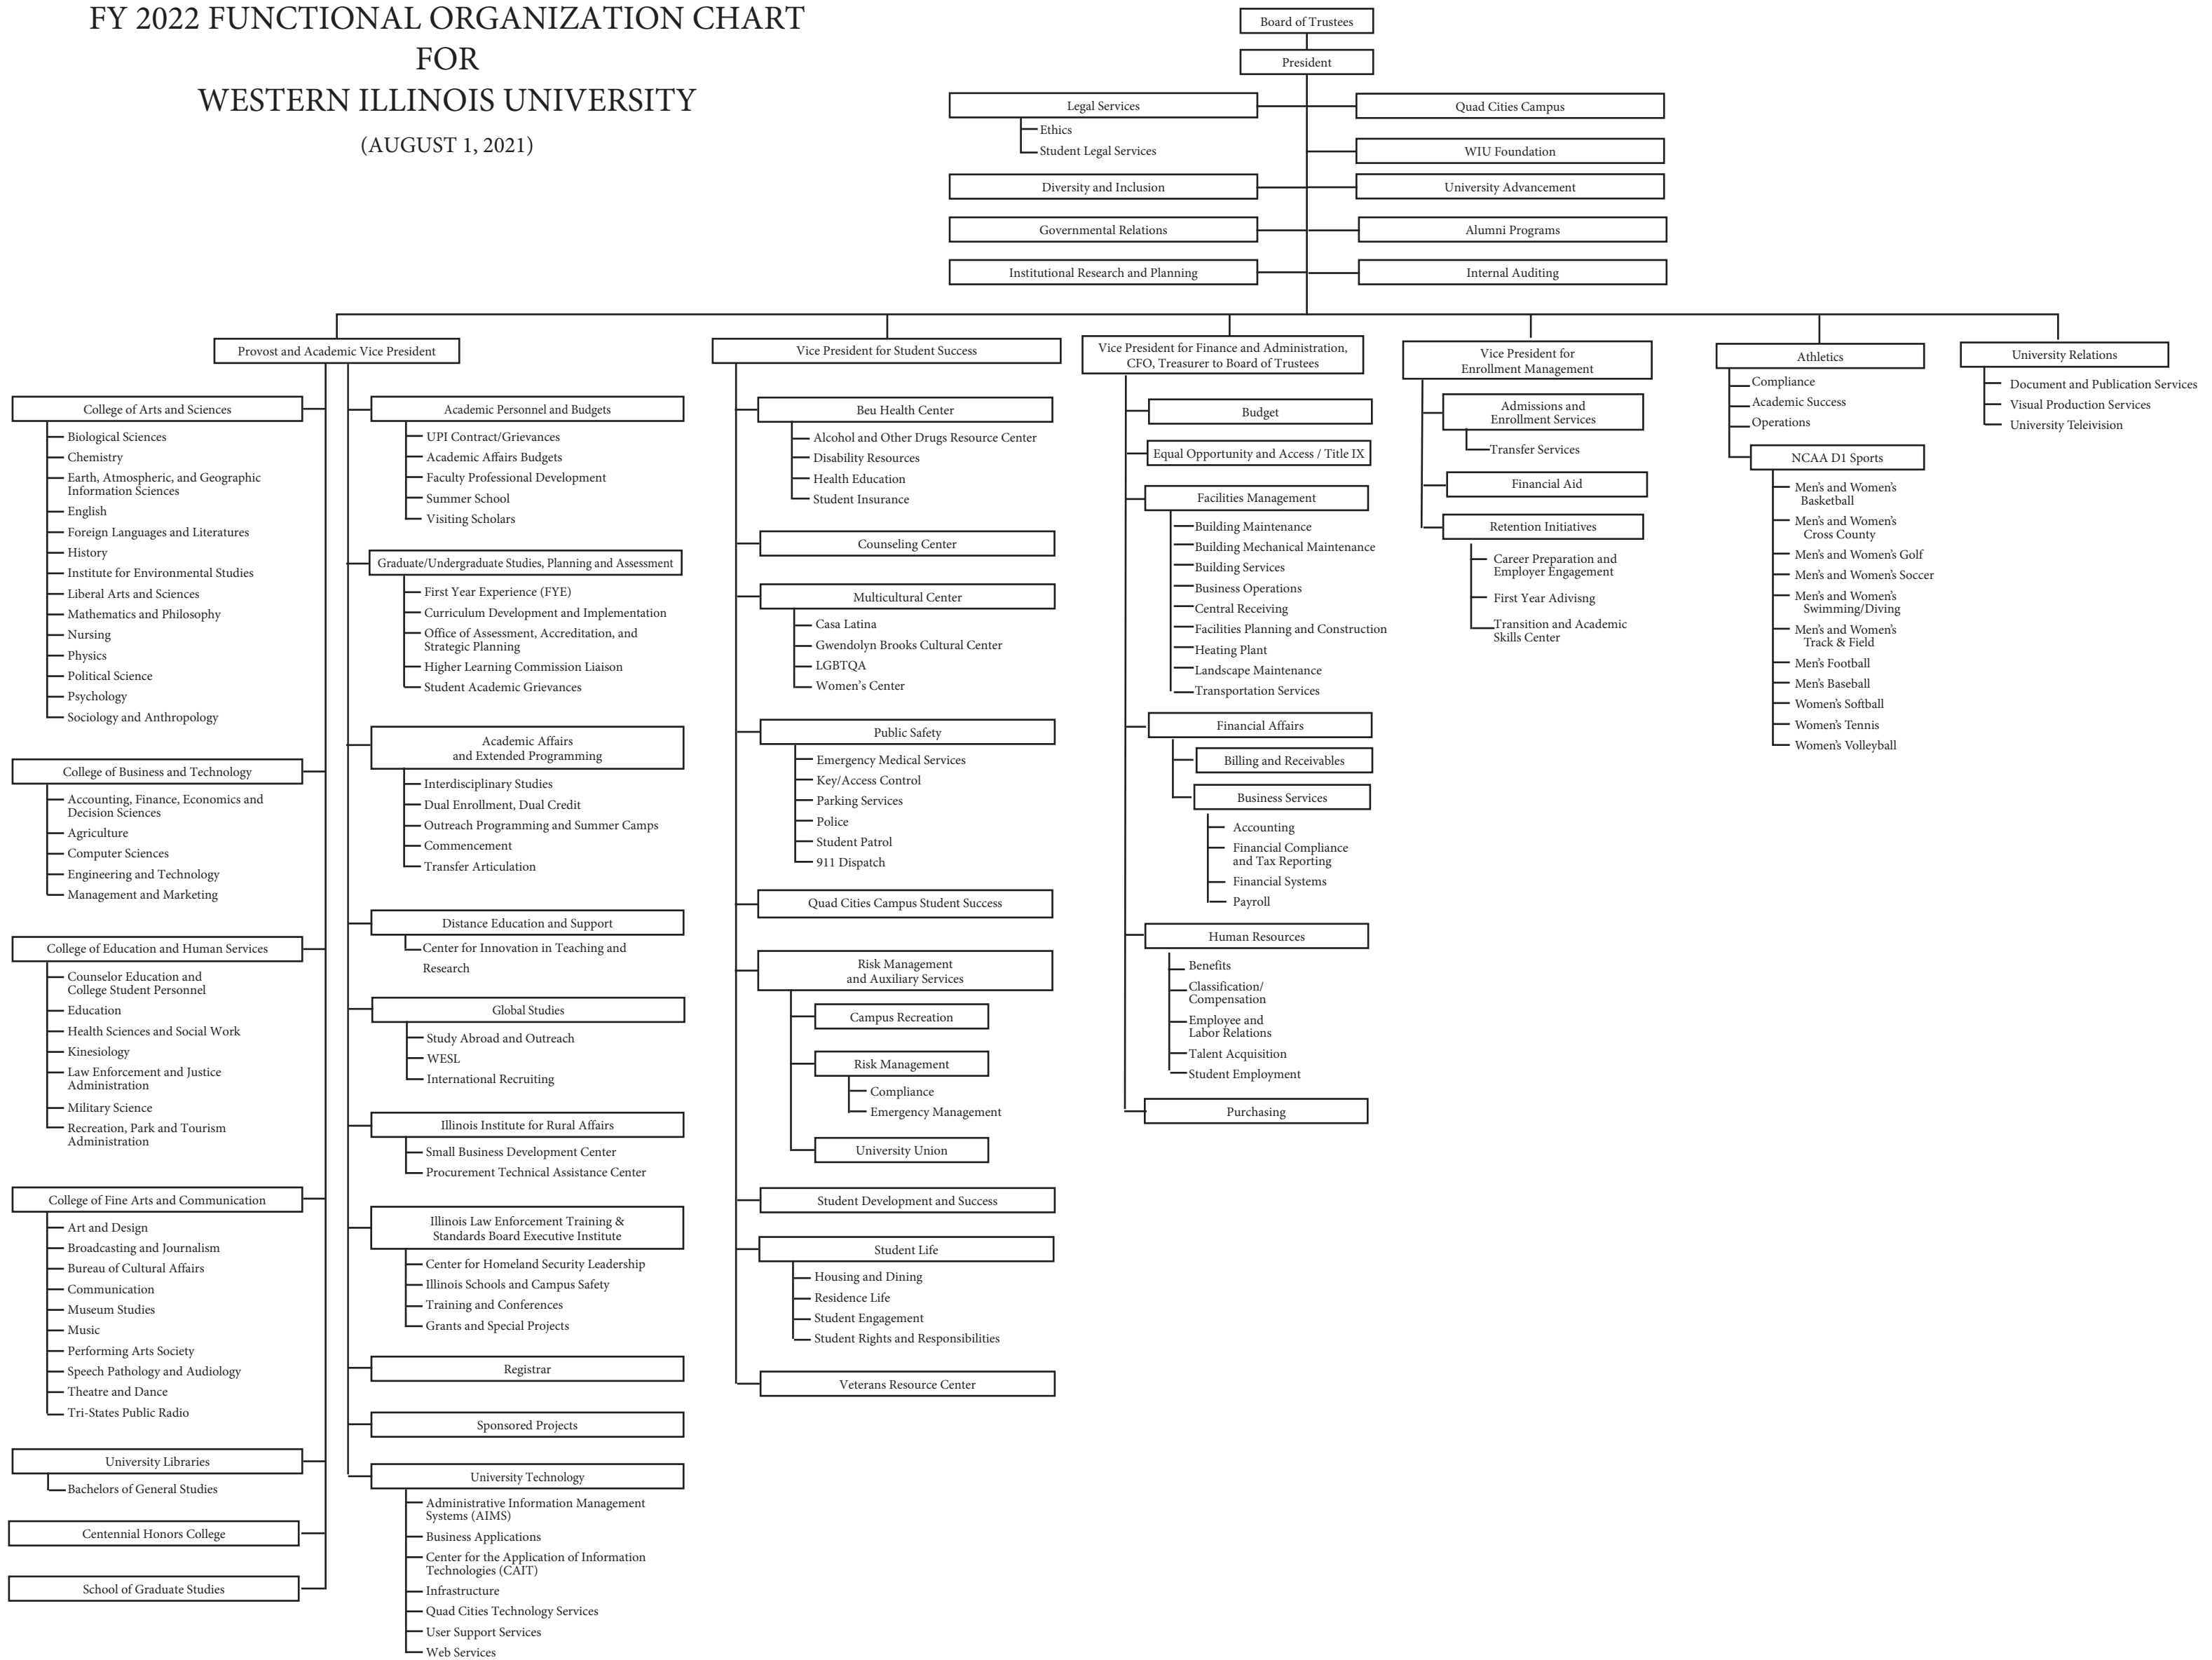 FY 2022 FUNCTIONAL ORGANIZATION CHART
FOR
WESTERN ILLINOIS UNIVERSITY
(AUGUST 1, 2021)
Board of Trustees
President
Legal Services
Ethics
Student Legal Services
Quad Cities Campus
WIU Foundation
Diversity and Inclusion
University Advancement
Governmental Relations
Alumni Programs
Institutional Research and Planning
Internal Auditing
Provost and Academic Vice President
College of Arts and Sciences
Biological Sciences
Chemistry
Earth, Atmospheric, and Geographic
Information Sciences
English
Foreign Languages and Literatures
History
Institute for Environmental Studies
Liberal Arts and Sciences
Mathematics and Philosophy
Nursing
Physics
Political Science
Psychology
Sociology and Anthropology
College of Business and Technology
Accounting, Finance, Economics and
Decision Sciences
Agriculture
Computer Sciences
Engineering and Technology
Management and Marketing
College of Education and Human Services
Counselor Education and
College Student Personnel
Education
Health Sciences and Social Work
Kinesiology
Law Enforcement and Justice
Administration
Military Science
Recreation, Park and Tourism
Administration
College of Fine Arts and Communication
Art and Design
Broadcasting and Journalism
Bureau of Cultural Affairs
Communication
Museum Studies
Music
Performing Arts Society
Speech Pathology and Audiology
Theatre and Dance
Tri-States Public Radio
University Libraries
Bachelors of General Studies
Centennial Honors College
School of Graduate Studies
Academic Personnel and Budgets
UPI Contract/Grievances
Academic Affairs Budgets
Faculty Professional Development
Summer School
Visiting Scholars
Graduate/Undergraduate Studies, Planning and Assessment
First Year Experience (FYE)
Curriculum Development and Implementation
Office of Assessment, Accreditation, and
Strategic Planning
Higher Learning Commission Liaison
Student Academic Grievances
Academic Affairs
and Extended Programming
Interdisciplinary Studies
Dual Enrollment, Dual Credit
Outreach Programming and Summer Camps
Commencement
Transfer Articulation
Distance Education and Support
Center for Innovation in Teaching and
Research
Global Studies
Study Abroad and Outreach
WESL
International Recruiting
Illinois Institute for Rural Affairs
Small Business Development Center
Procurement Technical Assistance Center
Illinois Law Enforcement Training &
Standards Board Executive Institute
Center for Homeland Security Leadership
Illinois Schools and Campus Safety
Training and Conferences
Grants and Special Projects
Registrar
Sponsored Projects
University Technology
Administrative Information Management
Systems (AIMS)
Business Applications
Center for the Application of Information
Technologies (CAIT)
Infrastructure
Quad Cities Technology Services
User Support Services
Web Services
Vice President for Student Success
Beu Health Center
Alcohol and Other Drugs Resource Center
Disability Resources
Health Education
Student Insurance
Counseling Center
Multicultural Center
Casa Latina
Gwendolyn Brooks Cultural Center
LGBTQA
Women's Center
Public Safety
Emergency Medical Services
Key/Access Control
Parking Services
Police
Student Patrol
911 Dispatch
Quad Cities Campus Student Success
Risk Management
and Auxiliary Services
Campus Recreation
Risk Management
Compliance
Emergency Management
University Union
Student Development and Success
Student Life
Housing and Dining
Residence Life
Student Engagement
Student Rights and Responsibilities
Veterans Resource Center
Vice President for Finance and Administration,
CFO, Treasurer to Board of Trustees
Budget
Equal Opportunity and Access / Title IX
Facilities Management
Building Maintenance
Building Mechanical Maintenance
Building Services
Business Operations
Central Receiving
Facilities Planning and Construction
Heating Plant
Landscape Maintenance
Transportation Services
Financial Affairs
Billing and Receivables
Business Services
Accounting
Financial Compliance
and Tax Reporting
Financial Systems
Payroll
Human Resources
Benefits
Classification/
Compensation
Employee and
Labor Relations
Talent Acquisition
Student Employment
Purchasing
Vice President for
Enrollment Management
Admissions and
Enrollment Services
Transfer Services
Financial Aid
Retention Initiatives
Career Preparation and
Employer Engagement
First Year Adivisng
Transition and Academic
Skills Center
Athletics
Compliance
Academic Success
Operations
NCAA D1 Sports
Men's and Women's
Basketball
Men's and Women's
Cross County
Men's and Women's Golf
Men's and Women's Soccer
Men's and Women's
Swimming/Diving
Men's and Women's
Track & Field
Men's Football
Men's Baseball
Women's Softball
Women's Tennis
Women's Volleyball
University Relations
Document and Publication Services
Visual Production Services
University Teleivision